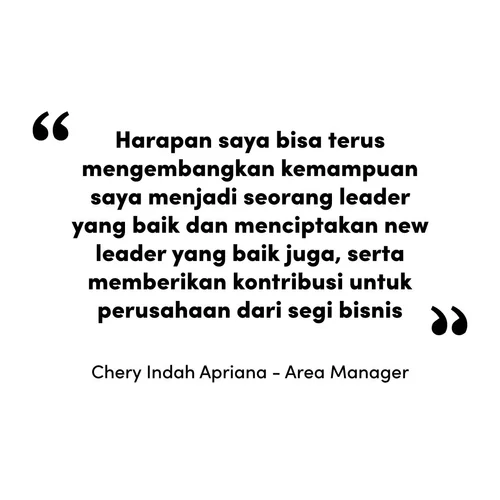 “
Harapan saya bisa terus
mengembangkan kemampuan
saya menjadi seorang leader
yang baik dan menciptakan new
leader yang baik juga, serta
memberikan kontribusi untuk
perusahaan dari segi bisnis
”
Chery Indah Apriana - Area Manager